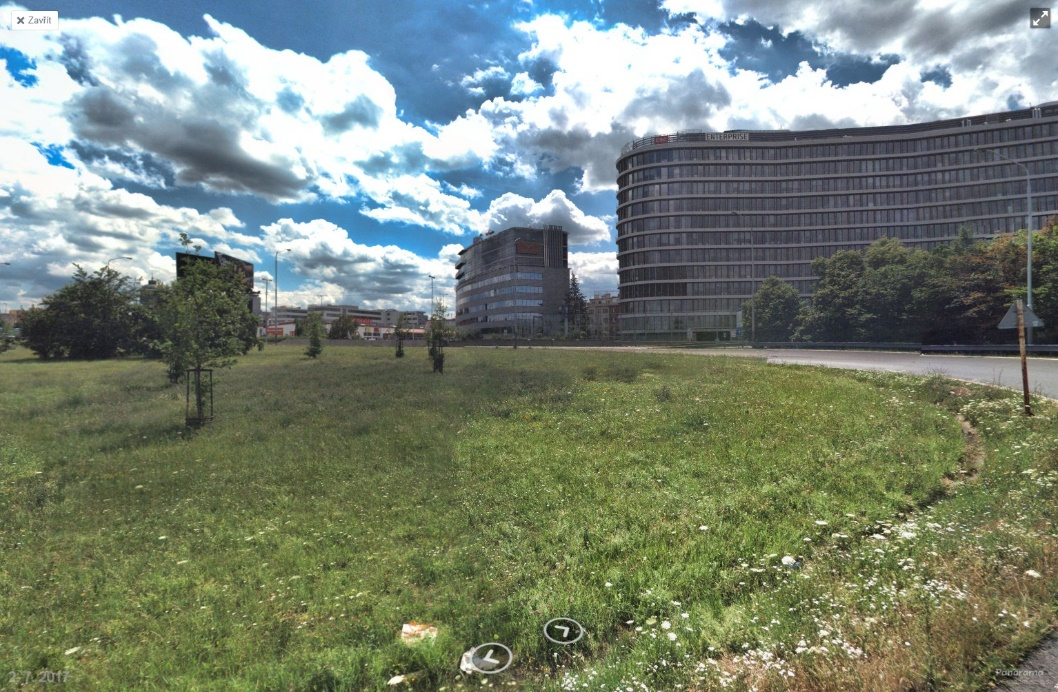 Zavřít
ENTERPRISE
2. 7. 2017
Panorama